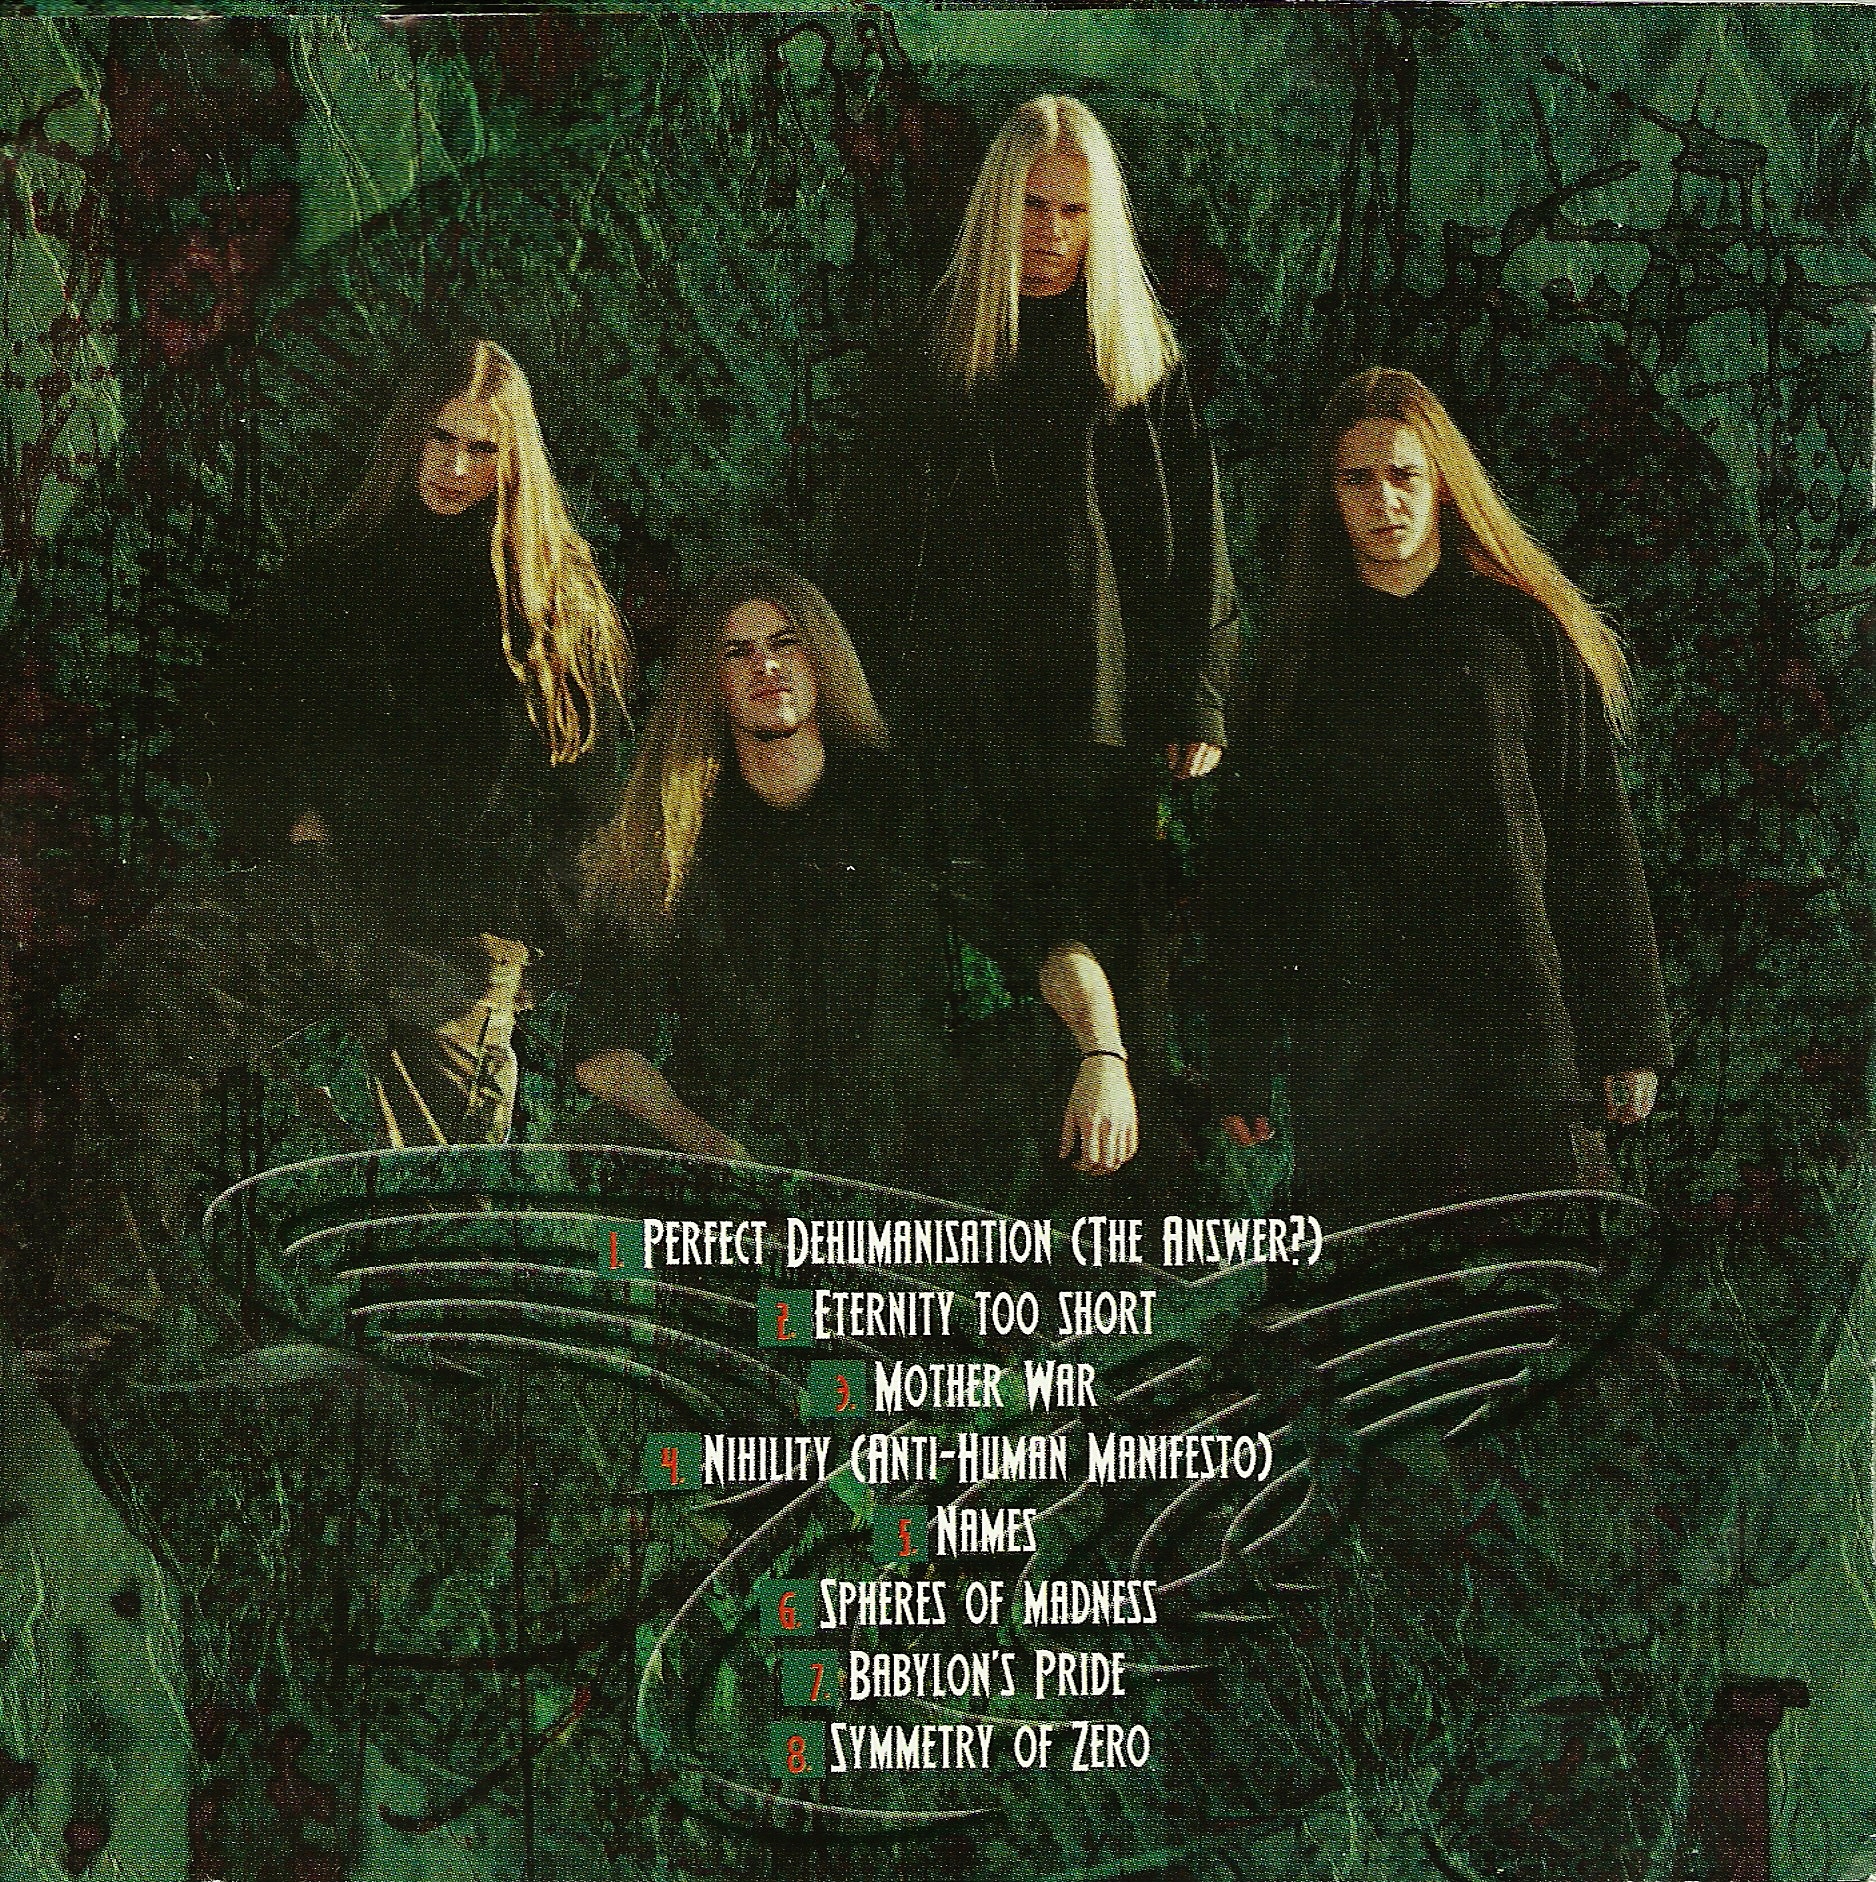 1. Perfect Dehumanisation (The Answer?)
2. Eternity too short
3. Mother War
4. Nihility (Anti-Human Manifesto)
5. Names
6. Spheres of madness
7. Babylon's Pride
8. Symmetry of Zero